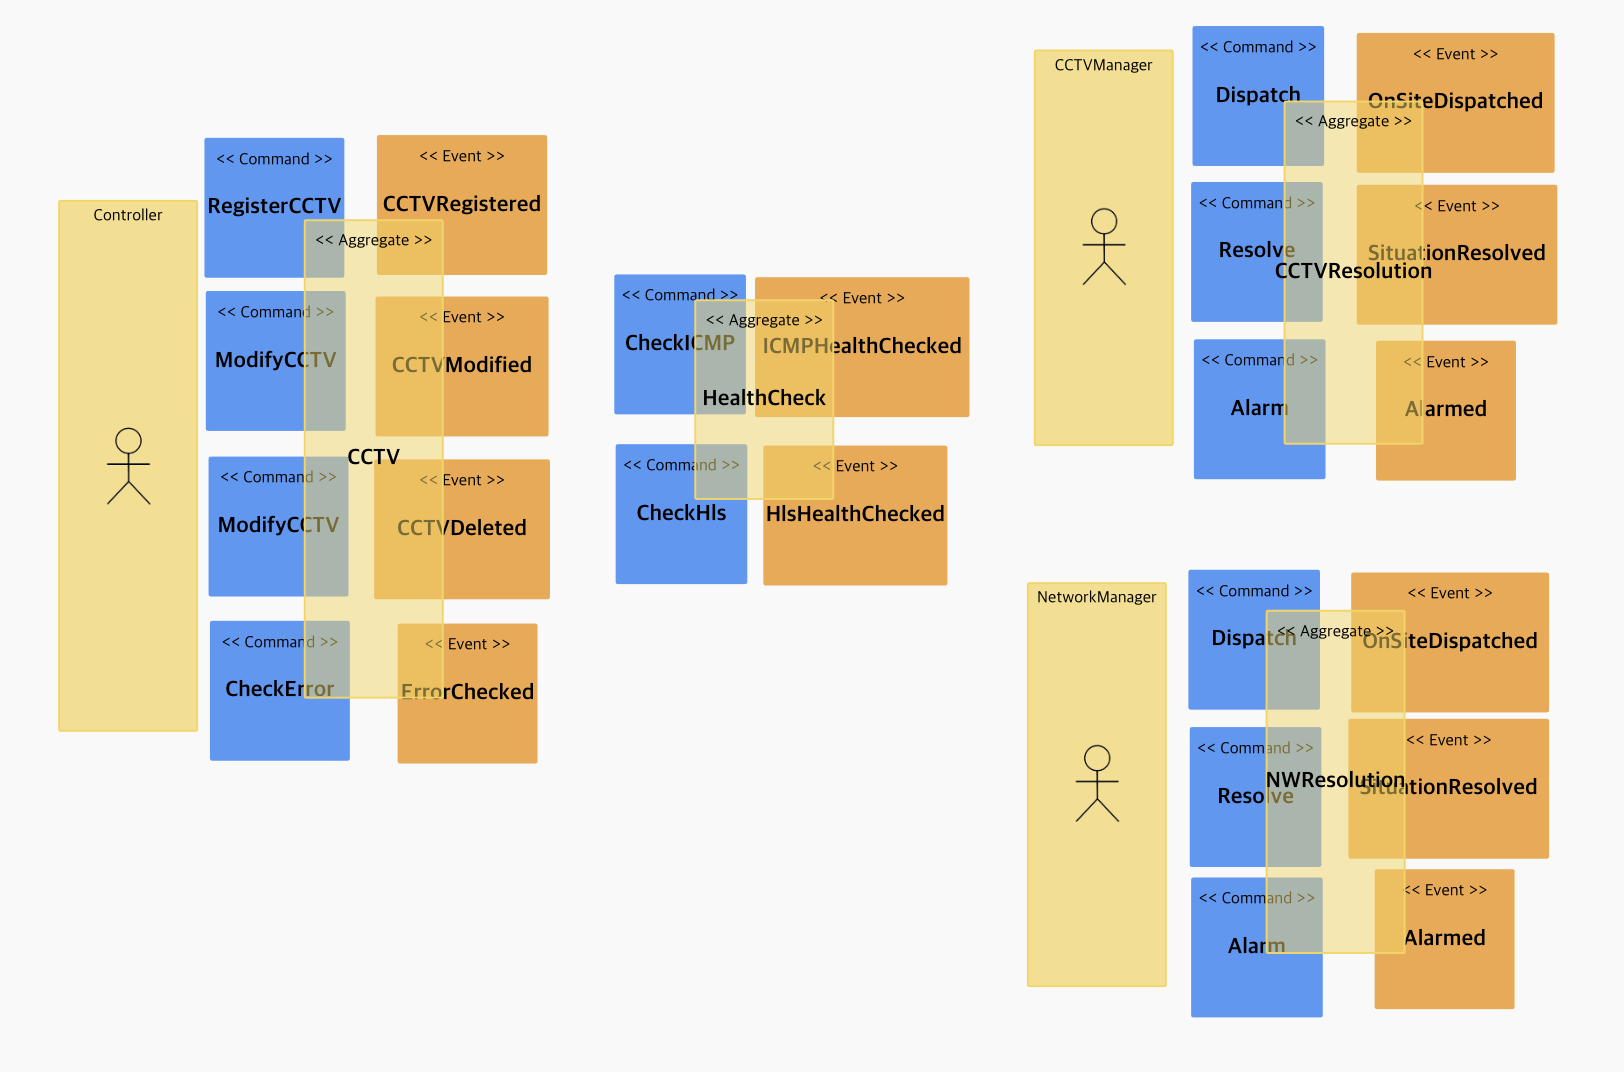 Controller
<< Command >>
RegisterCCTV
<< Event >>
CCTVRegistered
<< Aggregate >>
CCTV
<< Command >>
ModifyCCTV
<< Event >>
CCTVModified
<< Command >>
ModifyCCTV
<< Event >>
CCTVDeleted
<< Command >>
CheckError
<< Event >>
ErrorChecked
<< Command >>
CheckICMP
<< Event >>
ICMPHealthChecked
<< Aggregate >>
HealthCheck
<< Command >>
CheckHls
<< Event >>
HlsHealthChecked
CCTVManager
<< Command >>
Dispatch
<< Event >>
OnSiteDispatched
<< Aggregate >>
CCTVResolution
<< Command >>
Resolve
<< Event >>
SituationResolved
<< Command >>
Alarm
<< Event >>
Alarmed
NetworkManager
<< Command >>
Dispatch
<< Event >>
OnSiteDispatched
<< Aggregate >>
NWResolution
<< Command >>
Resolve
<< Event >>
SituationResolved
<< Command >>
Alarm
<< Event >>
Alarmed